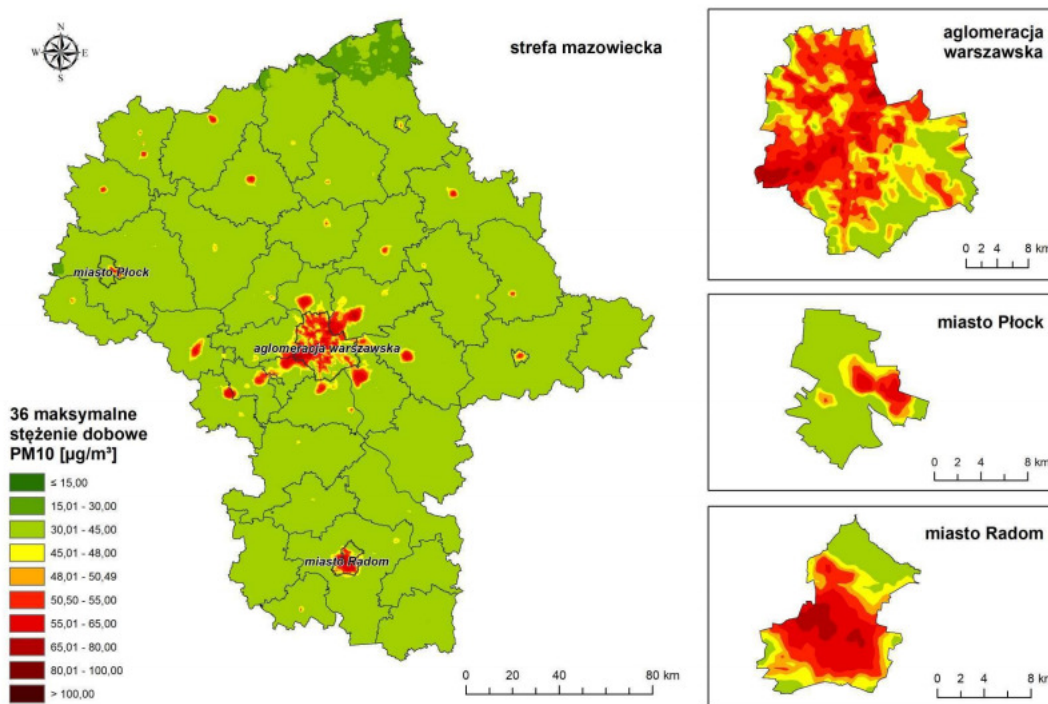 N
W E
S
strefa mazowiecka
miasto Płock
aglomeracja warszawska
miasto Radom
36 maksymalne
stężenie dobowe
PM10 [µg/m³]
≤ 15,00
15,01 - 30,00
30,01 - 45,00
45,01 - 48,00
48,01 - 50,49
50,50 - 55,00
55,01 - 65,00
65,01 - 80,00
80,01 - 100,00
> 100,00
0 20 40 80 km
aglomeracja
warszawska
0 2 4 8 km
miasto Płock
0 2 4 8 km
miasto Radom
0 2 4 8 km